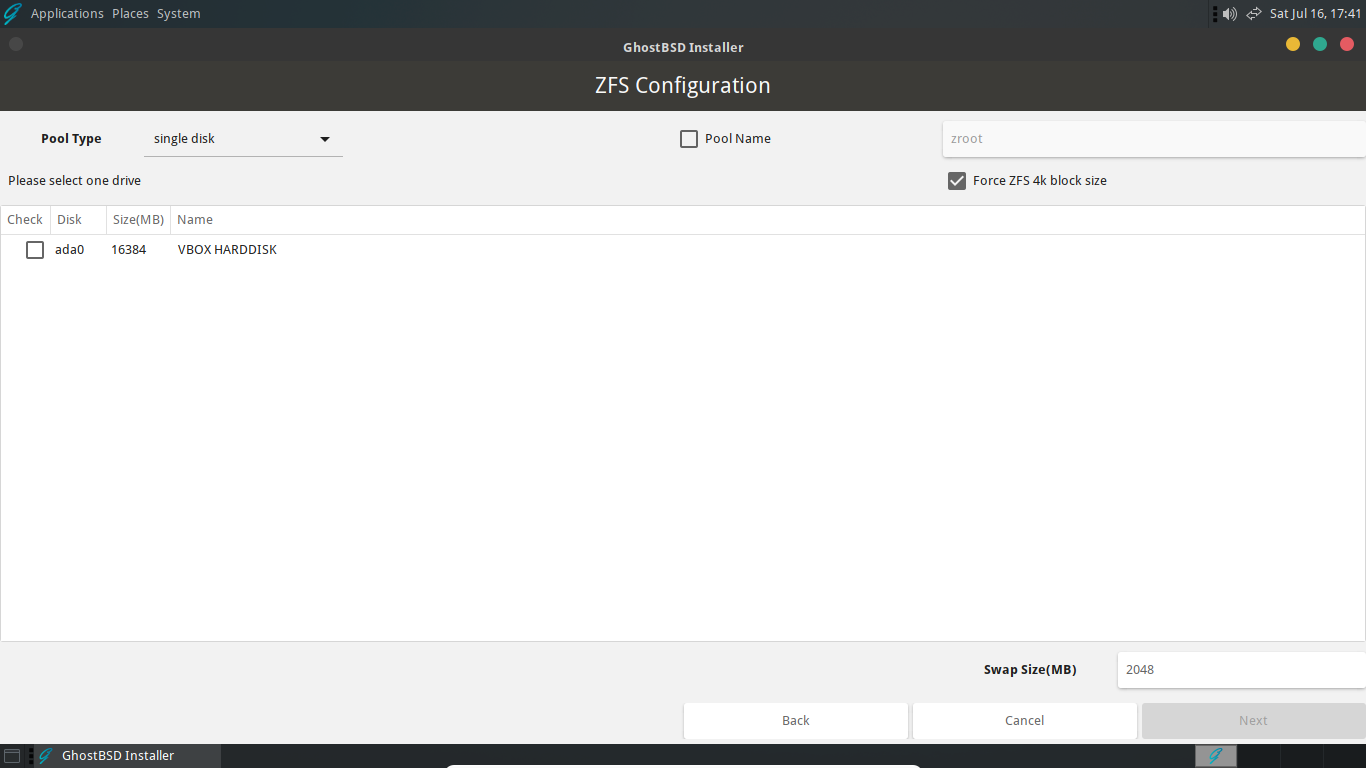 Applications Places System Sat Jul 16, 17:41
GhostBSD Installer
ZFS Configuration
Pool Type single disk Pool Name zroot
Please select one drive Force ZFS 4k block size
Check Disk Size(MB) Name
ada0 16384 VBOX HARDDISK
Swap Size(MB) 2048
Back Cancel Next
GhostBSD Installer